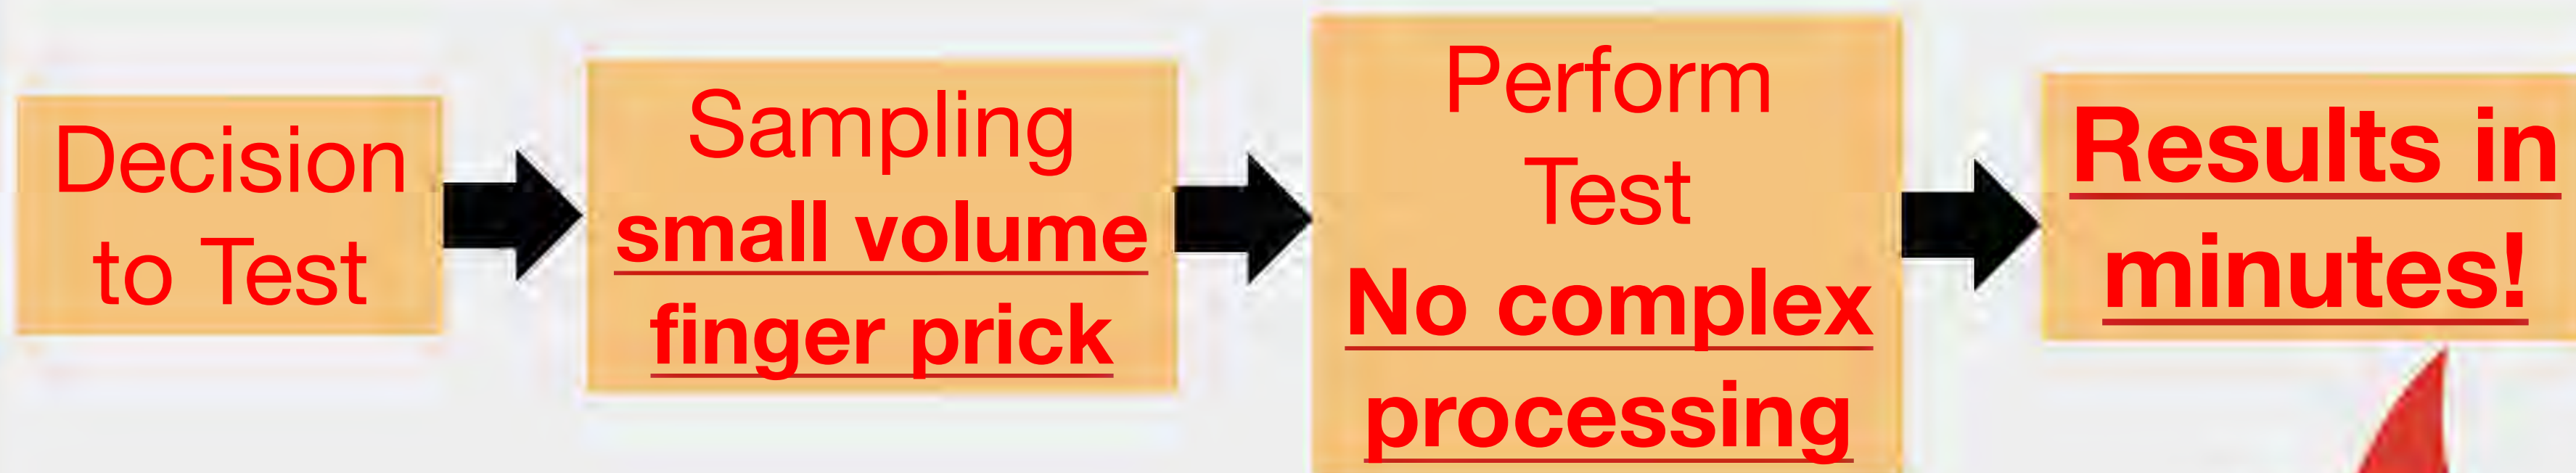 Decision
to Test
Sampling
small volume
finger prick
Perform
Test
No complex
processing
Results in
minutes!